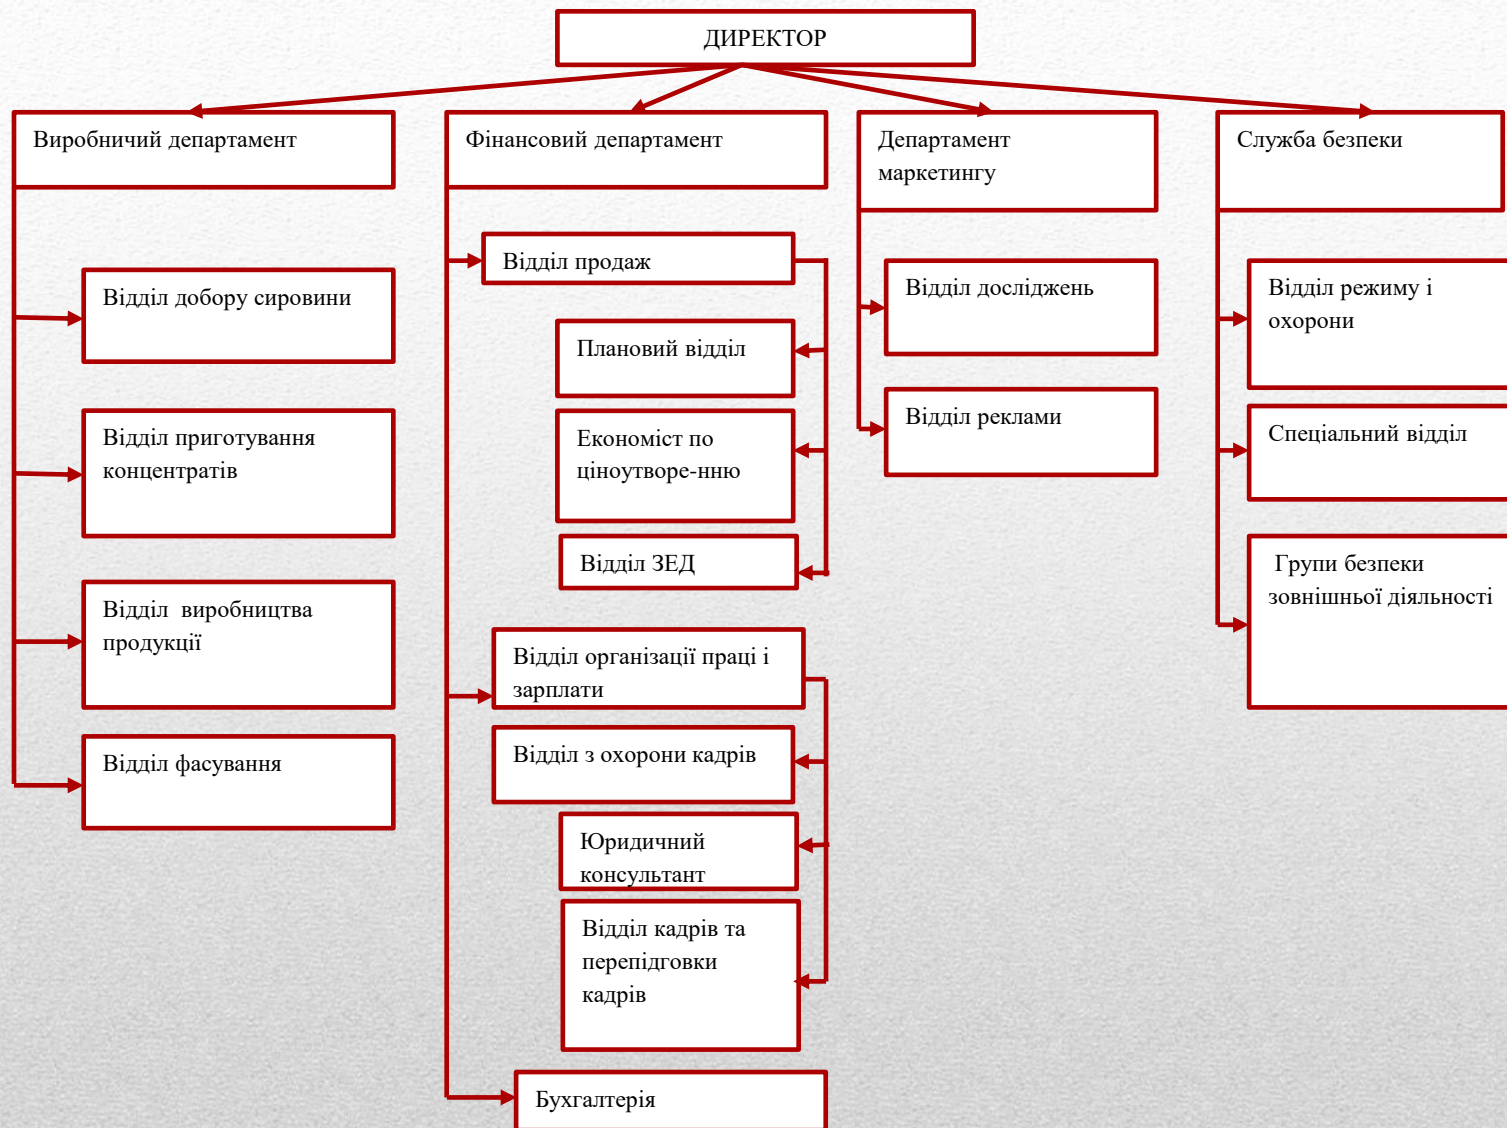 ДИРЕКТОР
Виробничий департамент
Фінансовий департамент
Департамент
маркетингу
Служба безпеки
Відділ добору сировини
Відділ приготування
концентратів
Відділ  виробництва
продукції
Відділ фасування
Відділ продаж
Плановий відділ
Економіст по
ціноутворе-нню
Відділ ЗЕД
Відділ організації праці і
зарплати
Відділ з охорони кадрів
Юридичний
консультант
Відділ кадрів та
перепідговки
кадрів
Бухгалтерія
Відділ досліджень
Відділ реклами
Відділ режиму і
охорони
Спеціальний відділ
Групи безпеки
зовнішньої діяльності